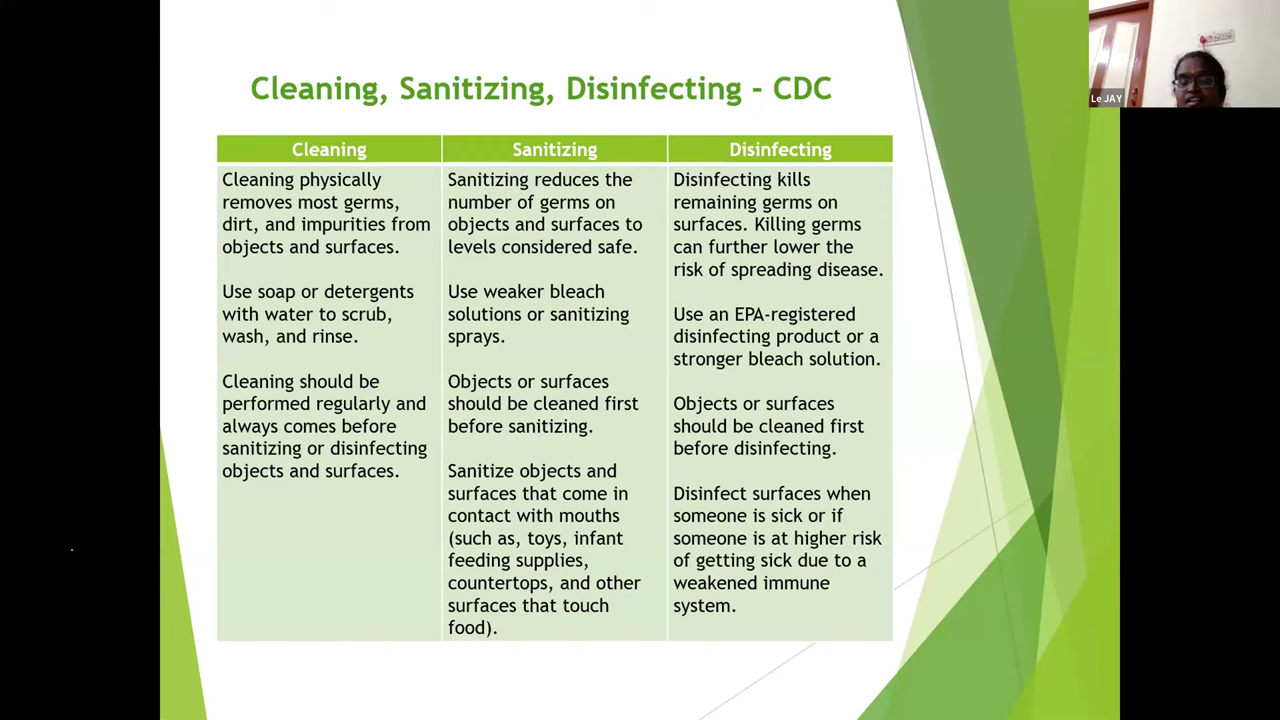 Cleaning, Sanitizing, Disinfecting - CDC
Le JAY
Cleaning
Cleaning physically
removes most germs,
dirt, and impurities from
objects and surfaces.
Use soap or detergents
with water to scrub,
wash, and rinse.
Cleaning should be
performed regularly and
always comes before
sanitizing or disinfecting
objects and surfaces.
Sanitizing
Sanitizing reduces the
number of germs on
objects and surfaces to
levels considered safe.
Use weaker bleach
solutions or sanitizing
sprays.
Objects or surfaces
should be cleaned first
before sanitizing.
Sanitize objects and
surfaces that come in
contact with mouths
(such as, toys, infant
feeding supplies,
countertops, and other
surfaces that touch
food).
Disinfecting
Disinfecting kills
remaining germs on
surfaces. Killing germs
can further lower the
risk of spreading disease.
Use an EPA-registered
disinfecting product or a
stronger bleach solution.
Objects or surfaces
should be cleaned first
before disinfecting.
Disinfect surfaces when
someone is sick or if
someone is at higher risk
of getting sick due to a
weakened immune
system.